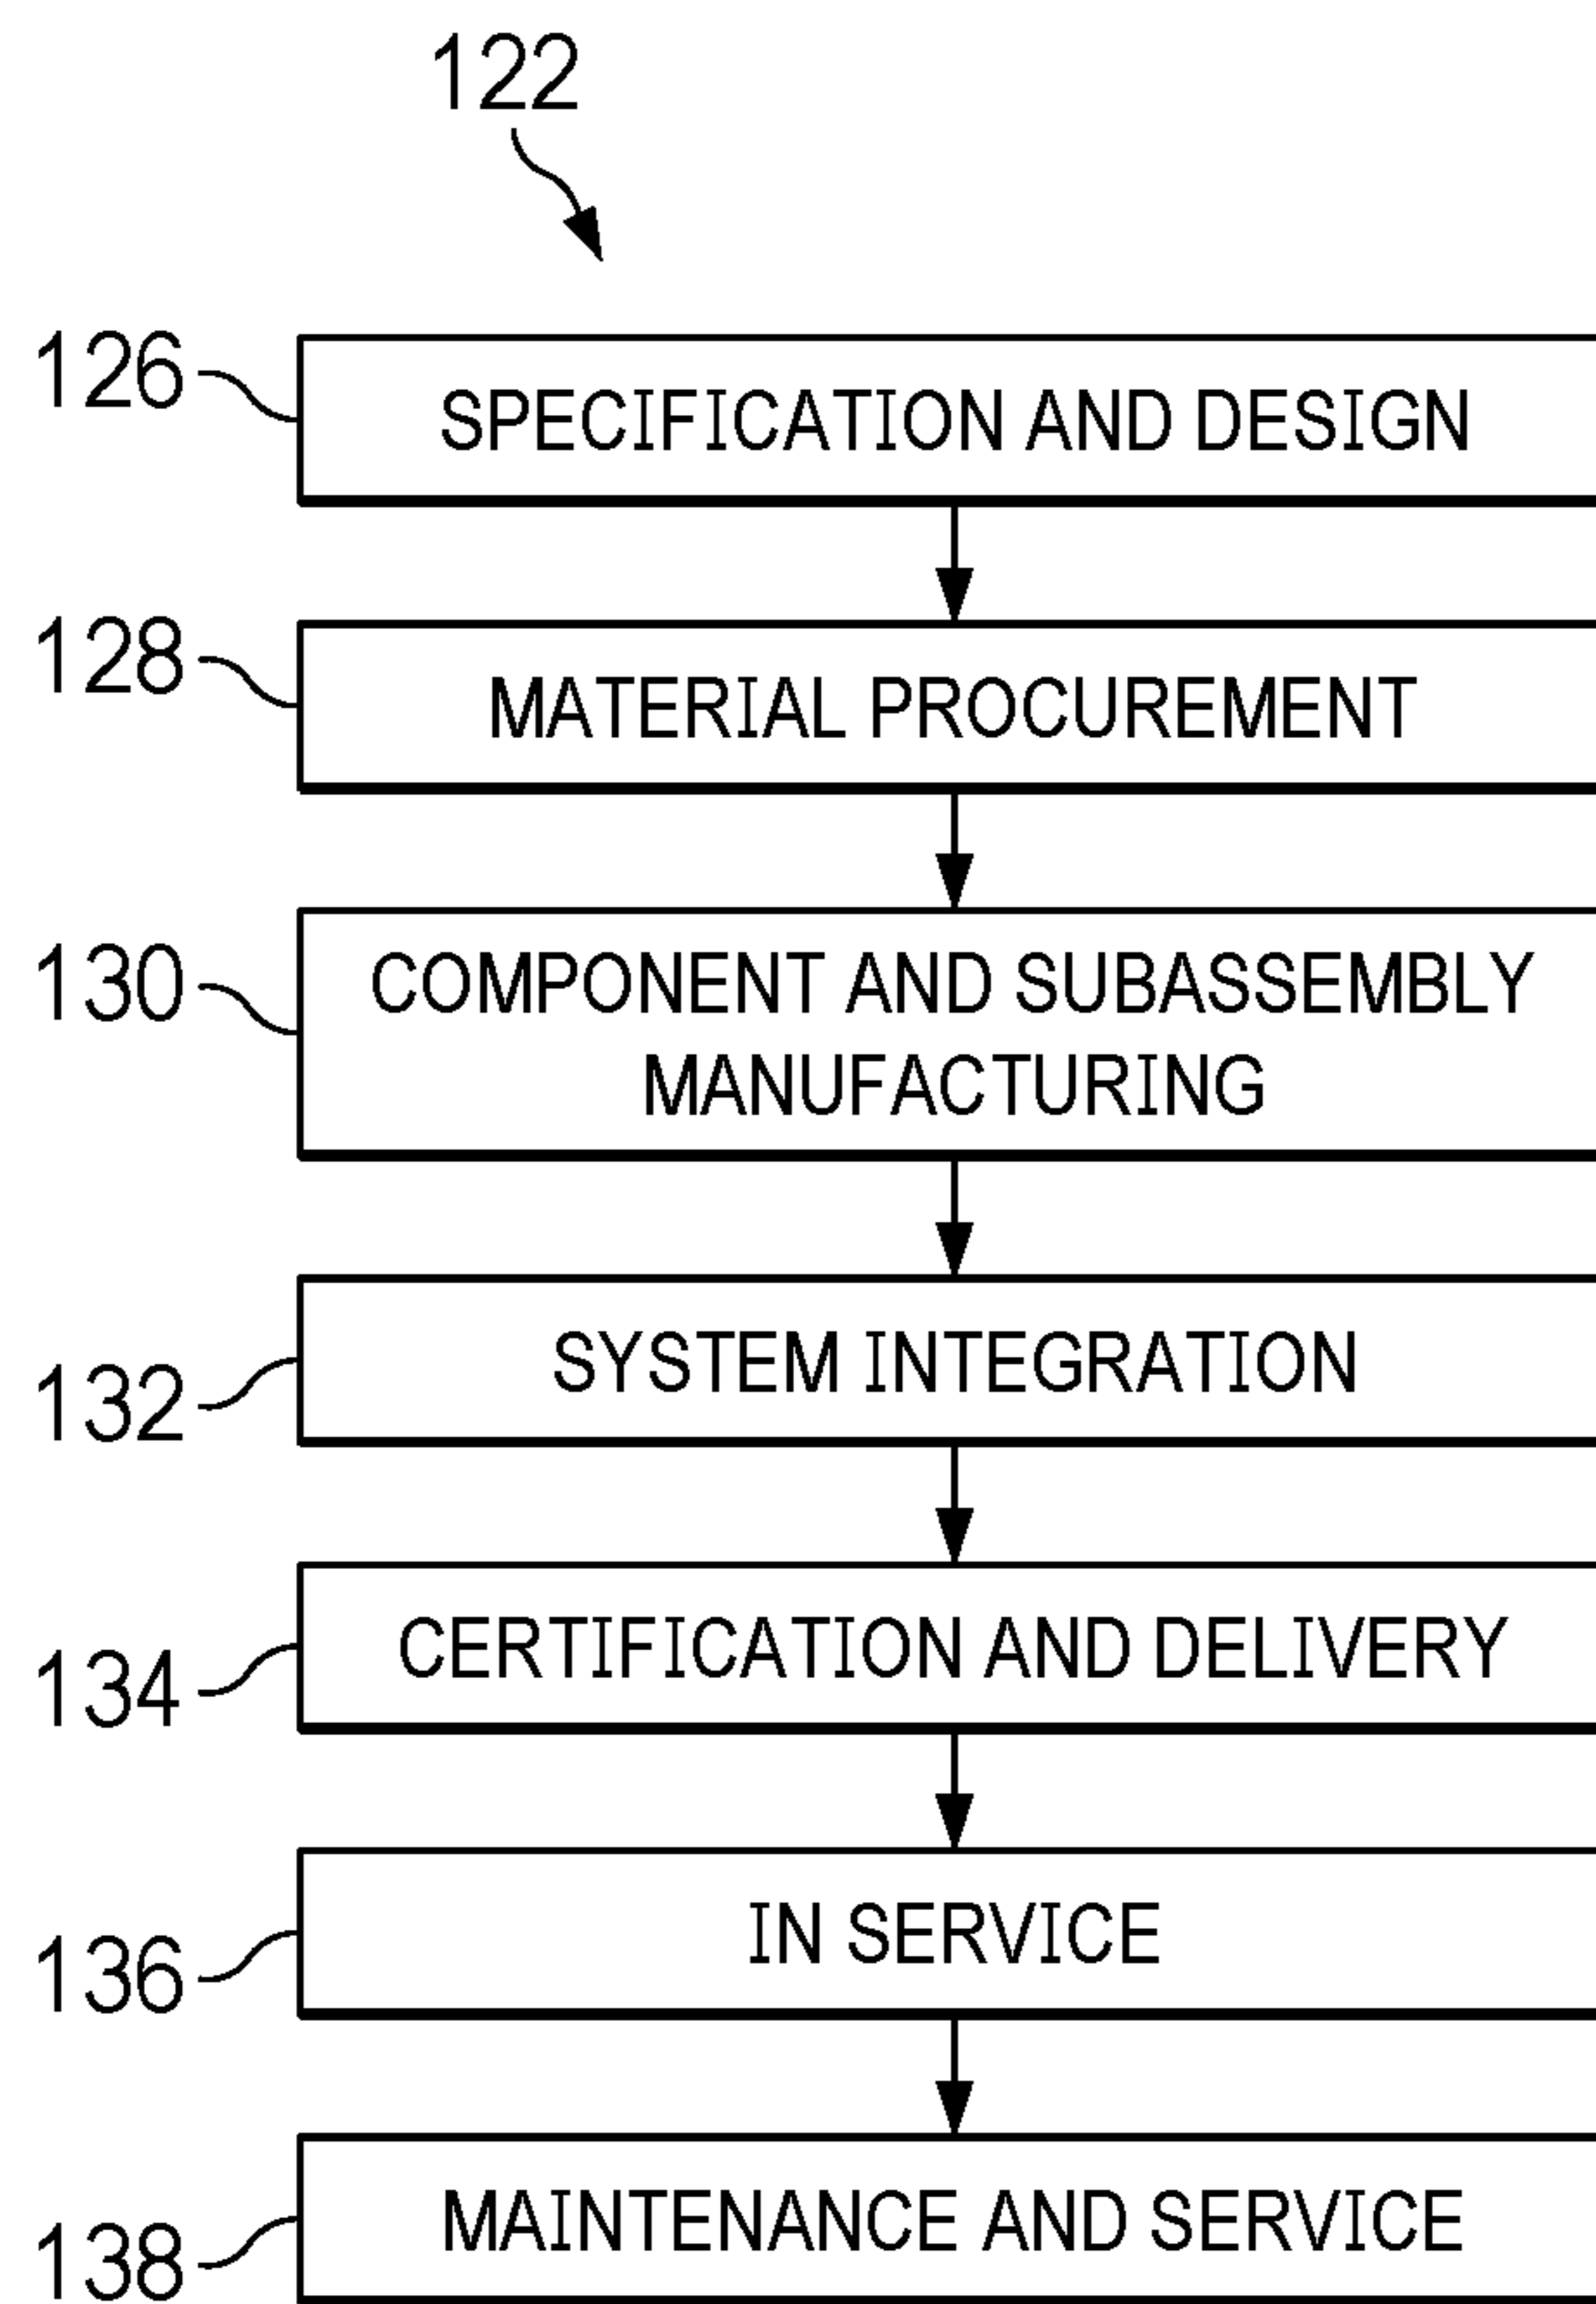 122
126
SPECIFICATION AND DESIGN
128
MATERIAL PROCUREMENT
130
COMPONENT AND SUBASSEMBLY
MANUFACTURING
132
SYSTEM INTEGRATION
134
CERTIFICATION AND DELIVERY
136
IN SERVICE
138
MAINTENANCE AND SERVICE